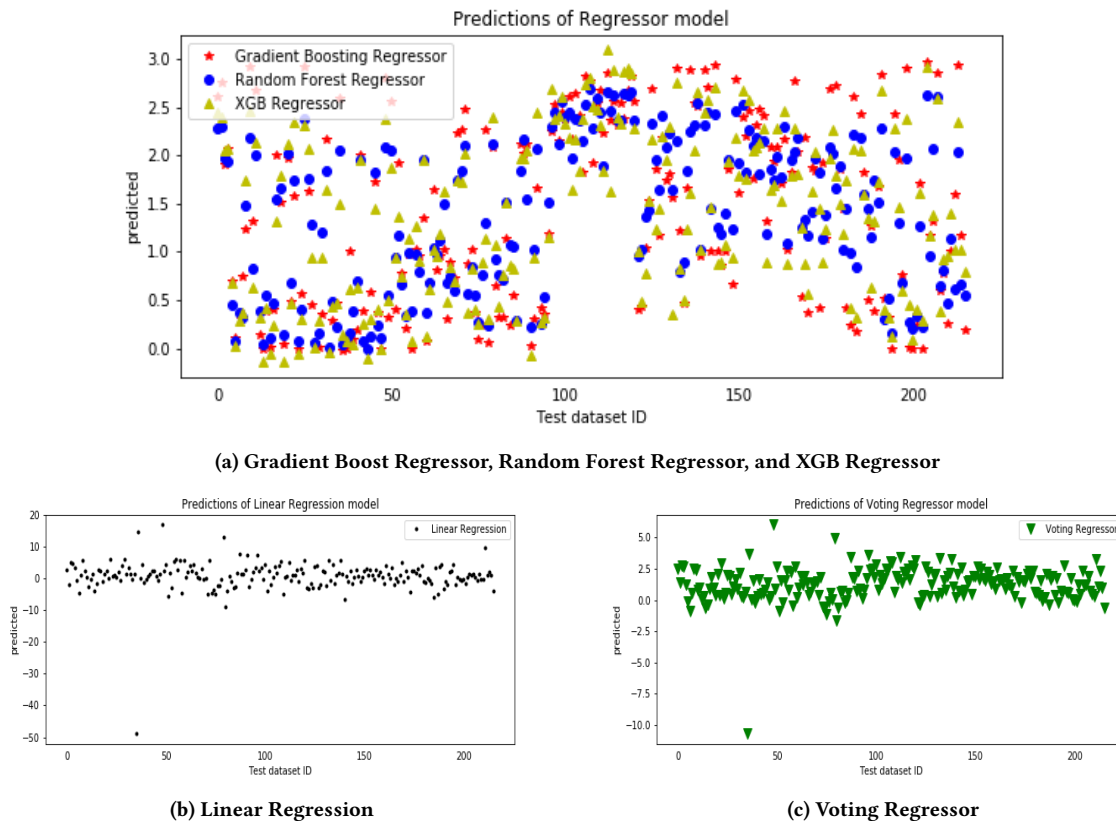 Predictions of Regressor model
3.0
2.5
2.0
1.5
1.0
0.5
0.0
predicted
Gradient Boosting Regressor
Random Forest Regressor
XGB Regressor
0 50 100 150 200
Test dataset ID
(a) Gradient Boost Regressor, Random Forest Regressor, and XGB Regressor
Predictions of Linear Regression model
20
10
0
-10
-20
-30
-40
-50
predicted
Linear Regression
0 50 100 150 200
Test dataset ID
(b) Linear Regression
Predictions of Voting Regressor model
5.0
2.5
0.0
-2.5
-5.0
-7.5
-10.0
predicted
Voting Regressor
0 50 100 150 200
Test dataset ID
(c) Voting Regressor